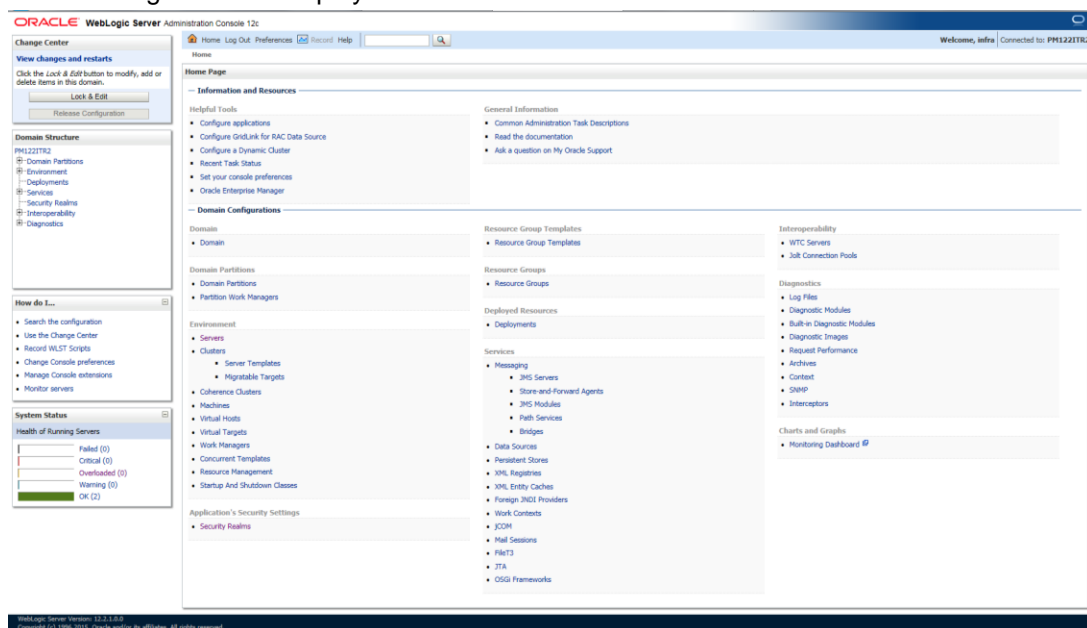 ORACLE WebLogic Server Administration Console 12c
Change Center
View changes and restarts
Click the Lock & Edit button to modify, add or
delete items in this domain.
Lock & Edit
Release Configuration
Domain Structure
PM122ITR2
Domain Partitions
Environment
Deployments
Services
Security Realms
Interoperability
Diagnostics
How do I...
Search the configuration
Use the Change Center
Record WLST Scripts
Change Console preferences
Manage Console extensions
Monitor servers
System Status
Health of Running Servers
Failed (0)
Critical (0)
Overloaded (0)
Warning (0)
OK (2)
Home Log Out Preferences Record Help
Welcome, infra Connected to: PM122ITR2
Home
Home Page
Information and Resources
Helpful Tools
Configure applications
Configure GridLink for RAC Data Source
Configure a Dynamic Cluster
Recent Task Status
Set your console preferences
Oracle Enterprise Manager
General Information
Common Administration Task Descriptions
Read the documentation
Ask a question on My Oracle Support
Domain Configurations
Domain
Domain
Domain Partitions
Domain Partitions
Partition Work Managers
Environment
Servers
Clusters
Server Templates
Migratable Targets
Coherence Clusters
Machines
Virtual Hosts
Virtual Targets
Work Managers
Concurrent Templates
Resource Management
Startup And Shutdown Classes
Application's Security Settings
Security Realms
Resource Group Templates
Resource Group Templates
Resource Groups
Resource Groups
Deployed Resources
Deployments
Services
Messaging
JMS Servers
Store-and-Forward Agents
JMS Modules
Path Services
Bridges
Data Sources
Persistent Stores
XML Registries
XML Entity Caches
Foreign JNDI Providers
Work Contexts
jCOM
Mail Sessions
FileT3
JTA
OSGi Frameworks
Interoperability
WTC Servers
Jolt Connection Pools
Diagnostics
Log Files
Diagnostic Modules
Built-in Diagnostic Modules
Diagnostic Images
Request Performance
Archives
Context
SNMP
Interceptors
Charts and Graphs
Monitoring Dashboard
WebLogic Server Version: 12.2.1.0.0
Copyright (c) 1996,2015, Oracle and/or its affiliates. All rights reserved.